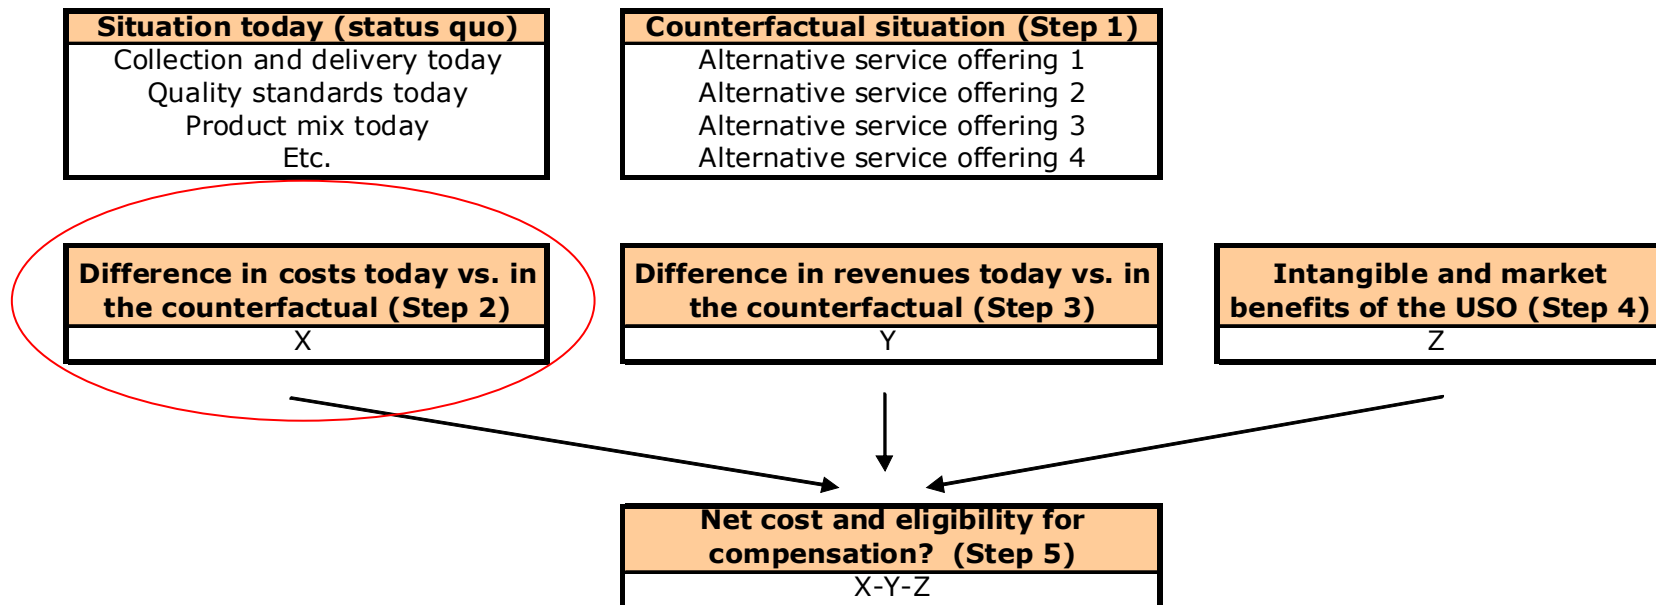 Situation today (status quo)
Collection and delivery today
Quality standards today
Product mix today
Etc.
Counterfactual situation (Step 1)
Alternative service offering 1
Alternative service offering 2
Alternative service offering 3
Alternative service offering 4
Difference in costs today vs. in
the counterfactual (Step 2)
X
Difference in revenues today vs. in
the counterfactual (Step 3)
Y
Intangible and market
benefits of the USO (Step 4)
Z
Net cost and eligibility for
compensation? (Step 5)
X-Y-Z